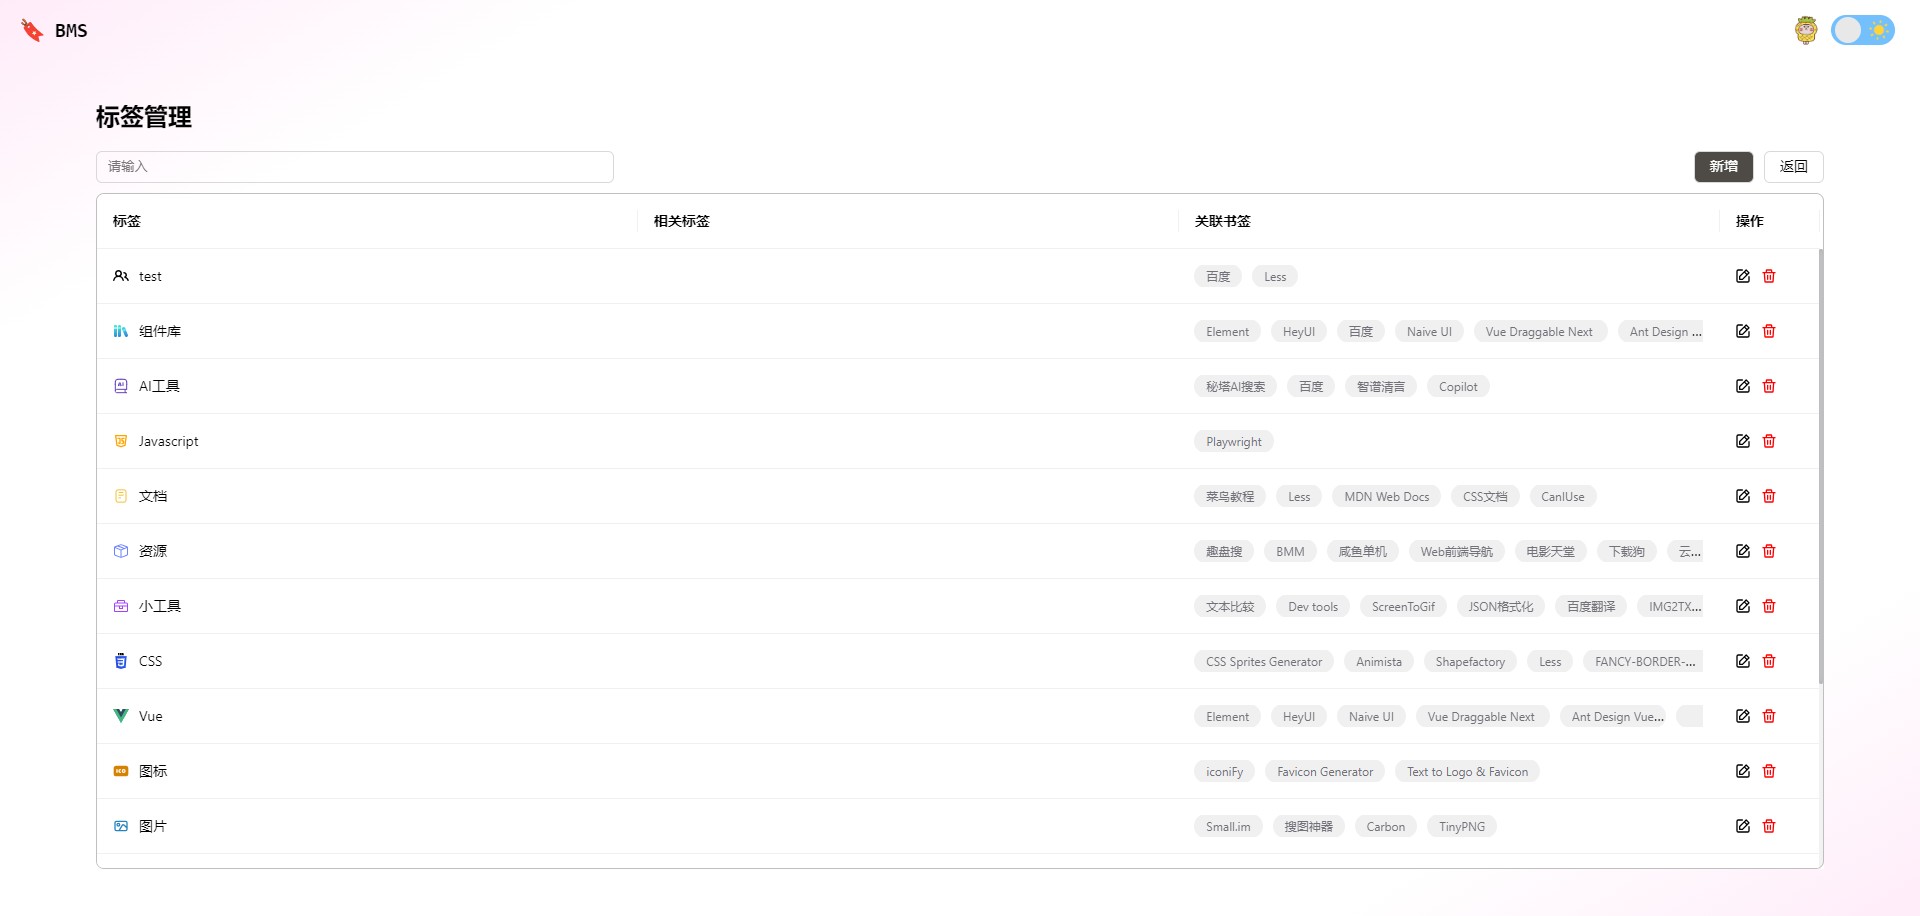 BMS
标签管理
请输入
新增 返回
标签 相关标签 关联书签 操作
test 百度 Less
组件库 Element HeyUI 百度 Naive UI Vue Draggable Next Ant Design ...
AI工具 秘塔AI搜索 百度 智谱清言 Copilot
Javascript Playwright
文档 菜鸟教程 Less MDN Web Docs CSS文档 CanIUse
资源 趣盘搜 BMM 咸鱼单机 Web前端导航 电影天堂 下载狗 云...
小工具 文本比较 Dev tools ScreenToGif JSON格式化 百度翻译 IMG2TX...
CSS CSS Sprites Generator Animista Shapefactory Less FANCY-BORDER-...
Vue Element HeyUI Naive UI Vue Draggable Next Ant Design Vue...
图标 iconiFy Favicon Generator Text to Logo & Favicon
图片 Small.im 搜图神器 Carbon TinyPNG